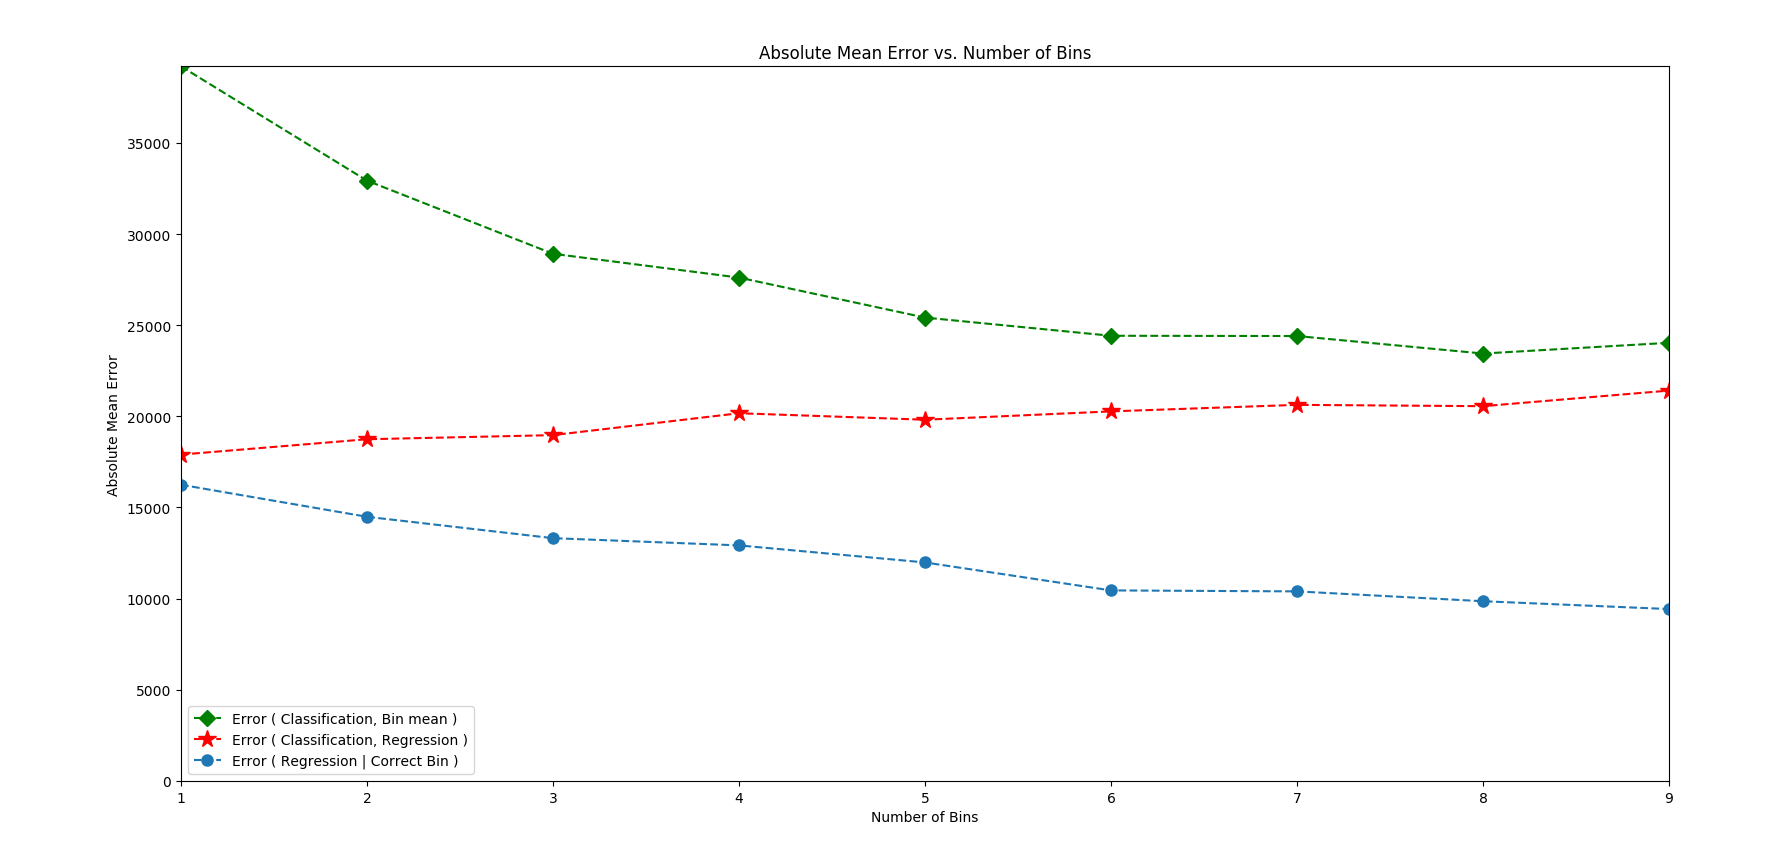 Absolute Mean Error vs. Number of Bins
35000
30000
25000
20000
15000
10000
5000
0
Absolute Mean Error
Error ( Classification, Bin mean )
Error ( Classification, Regression )
Error ( Regression | Correct Bin )
1 2 3 4 5 6 7 8 9
Number of Bins